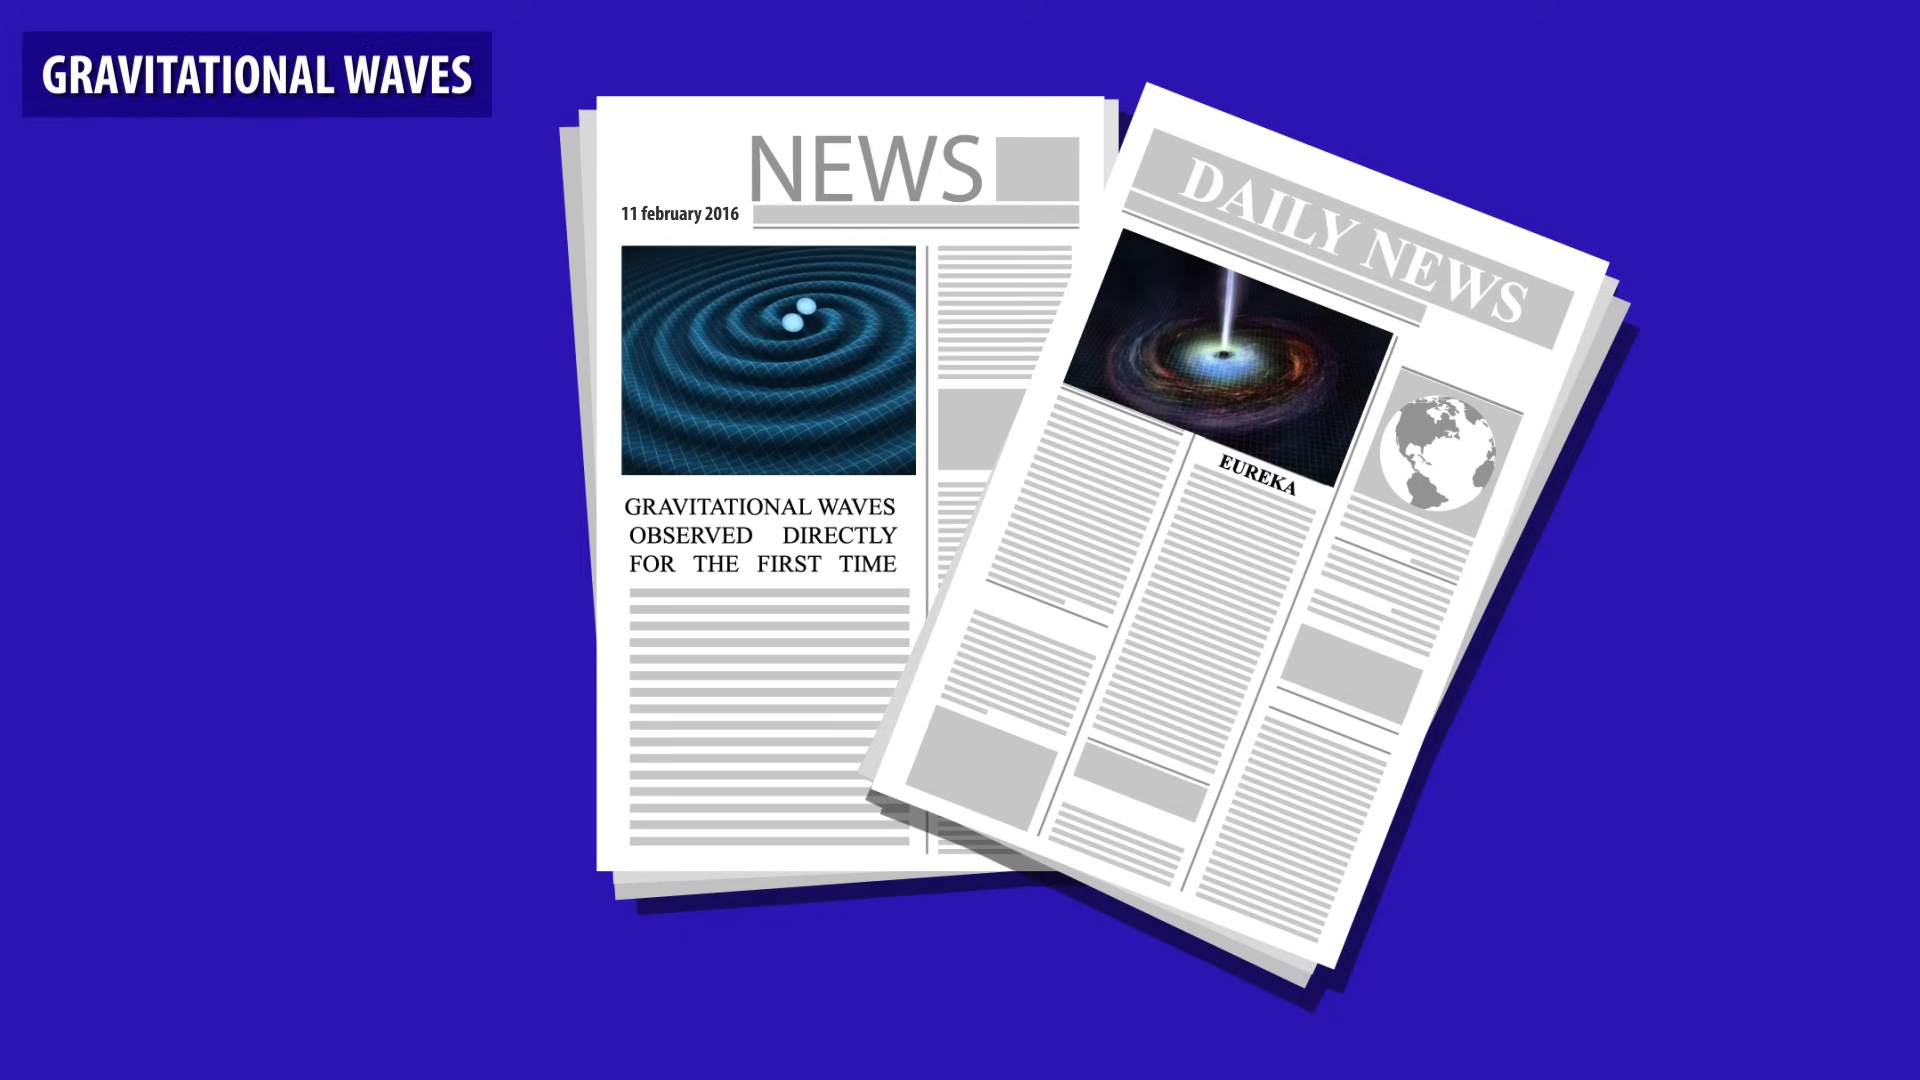 GRAVITATIONAL WAVES
NEWS
11 february 2016
GRAVITATIONAL WAVES
OBSERVED DIRECTLY
FOR THE FIRST TIME
DAILY NEWS
EUREKA